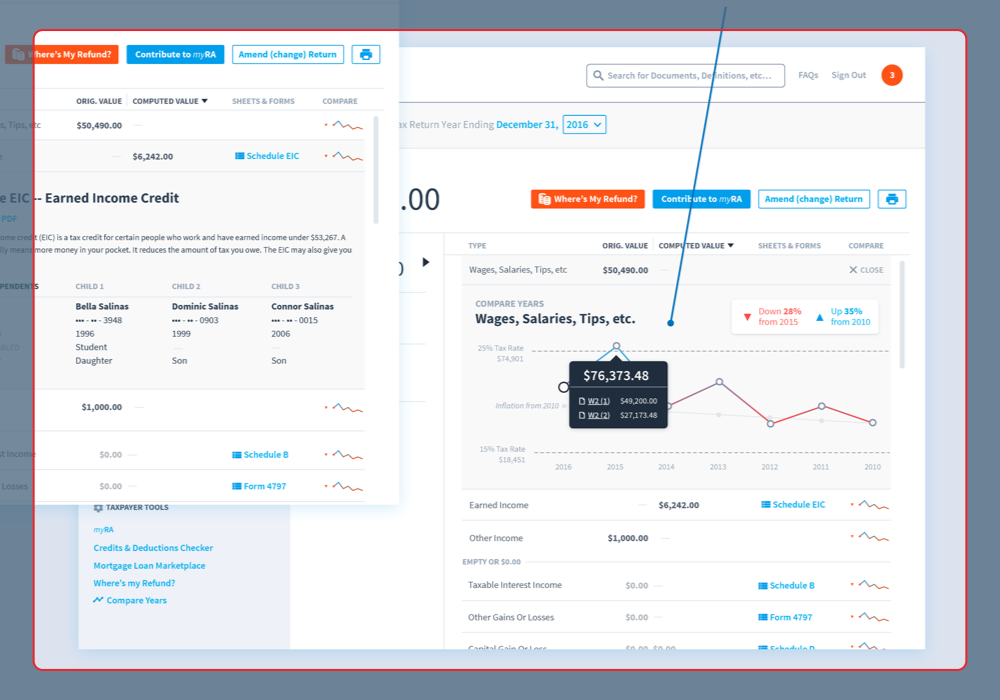 Where's My Refund?
Contribute to myRA
Amend (change) Return
ORIG. VALUE
COMPUTED VALUE
SHEETS & FORMS
COMPARE
s, Tips, etc
$50,490.00
$6,242.00
Schedule EIC
e EIC -- Earned Income Credit
PDF
ome credit (EIC) is a tax credit for certain people who work and have earned income under $53,267. A
lly means more money in your pocket. It reduces the amount of tax you owe. The EIC may also give you
PENDENTS
CHILD 1
CHILD 2
CHILD 3
Bella Salinas
Dominic Salinas
Connor Salinas
••• - •• - 3948
••• - •• - 0903
••• - •• - 0015
1996
1999
2006
Student
Daughter
Son
Son
$1,000.00
st Income
$0.00
Schedule B
Losses
$0.00
Form 4797
TAXPAYER TOOLS
myRA
Credits & Deductions Checker
Mortgage Loan Marketplace
Where's my Refund?
Compare Years
Search for Documents, Definitions, etc...
FAQs
Sign Out
3
ax Return Year Ending December 31, 2016
.00
Where's My Refund?
Contribute to myRA
Amend (change) Return
TYPE
ORIG. VALUE
COMPUTED VALUE
SHEETS & FORMS
COMPARE
Wages, Salaries, Tips, etc
$50,490.00
CLOSE
COMPARE YEARS
Wages, Salaries, Tips, etc.
Down 28%
from 2015
Up 35%
from 2010
25% Tax Rate
$74,901
$76,373.48
W2 (1) $49,200.00
W2 (2) $27,173.48
Inflation from 2010
15% Tax Rate
$18,451
2016
2015
2014
2013
2012
2011
2010
Earned Income
$6,242.00
Schedule EIC
Other Income
$1,000.00
EMPTY OR $0.00
Taxable Interest Income
$0.00
Schedule B
Other Gains Or Losses
$0.00
Form 4797
Capital Gain Or Loss
$0.00
$0.00
Schedule D